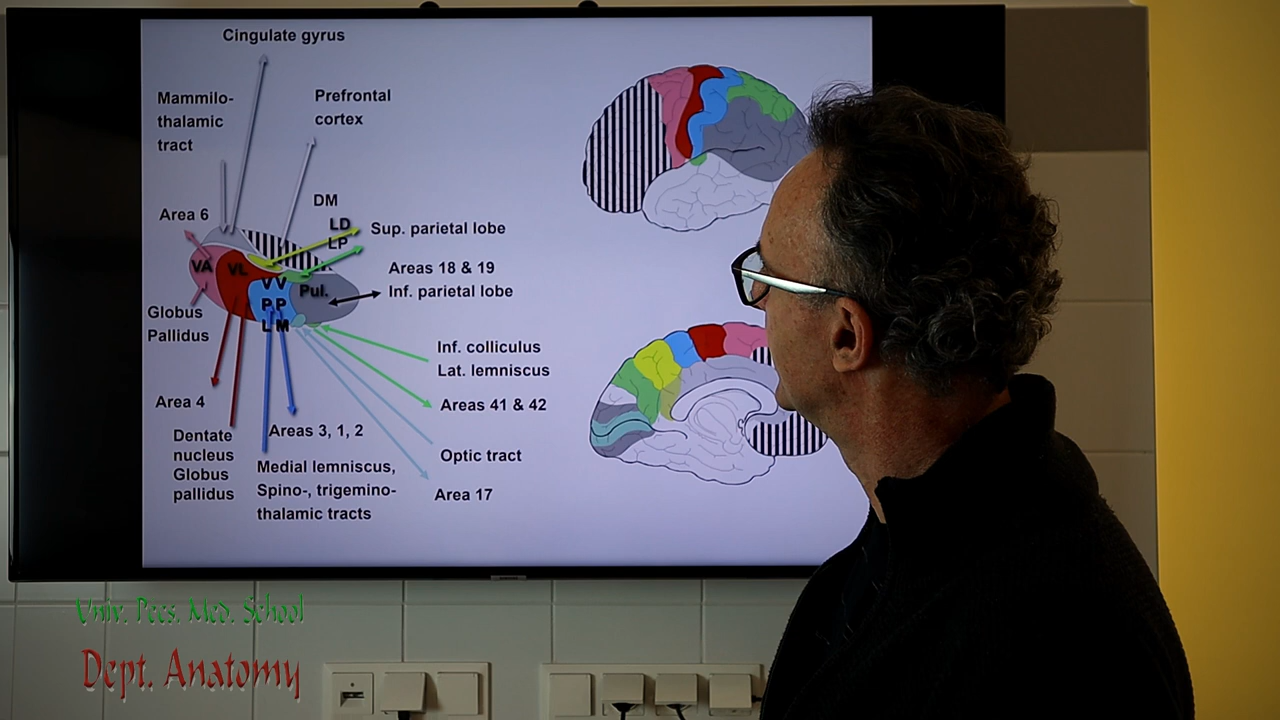 Cingulate gyrus
Mammilo-
thalamic
tract
Prefrontal
cortex
DM
Area 6
LD
LP
Sup. parietal lobe
VA
VL
V V
P P
L M
Pul.
Areas 18 & 19
Inf. parietal lobe
Globus
Pallidus
Inf. colliculus
Lat. lemniscus
Area 4
Areas 41 & 42
Dentate
nucleus
Globus
pallidus
Areas 3, 1, 2
Medial lemniscus,
Spino-, trigemino-
thalamic tracts
Optic tract
Area 17
Univ. Pecs. Med. School
Dept. Anatomy